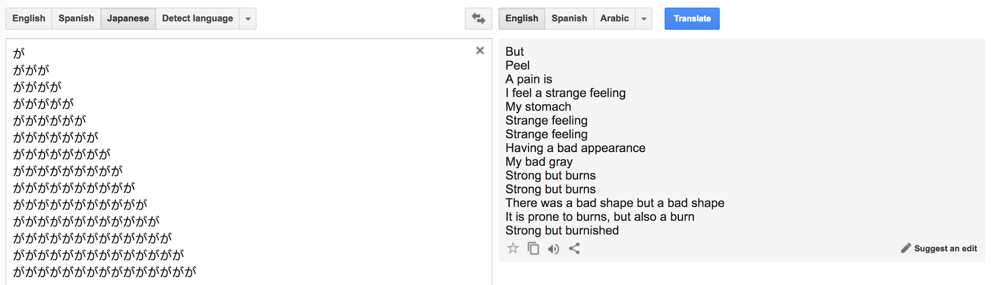 English Spanish Japanese Detect language
English Spanish Arabic Translate
が
ががが
がががが
ががががが
がががががが
ががががががが
がががががががが
ががががががががが
がががががががががが
ががががががががががが
がががががががががががが
ががががががががががががが
がががががががががががががが
ががががががががががががががが
But
Peel
A pain is
I feel a strange feeling
My stomach
Strange feeling
Strange feeling
Having a bad appearance
My bad gray
Strong but burns
Strong but burns
There was a bad shape but a bad shape
It is prone to burns, but also a burn
Strong but burnished
Suggest an edit